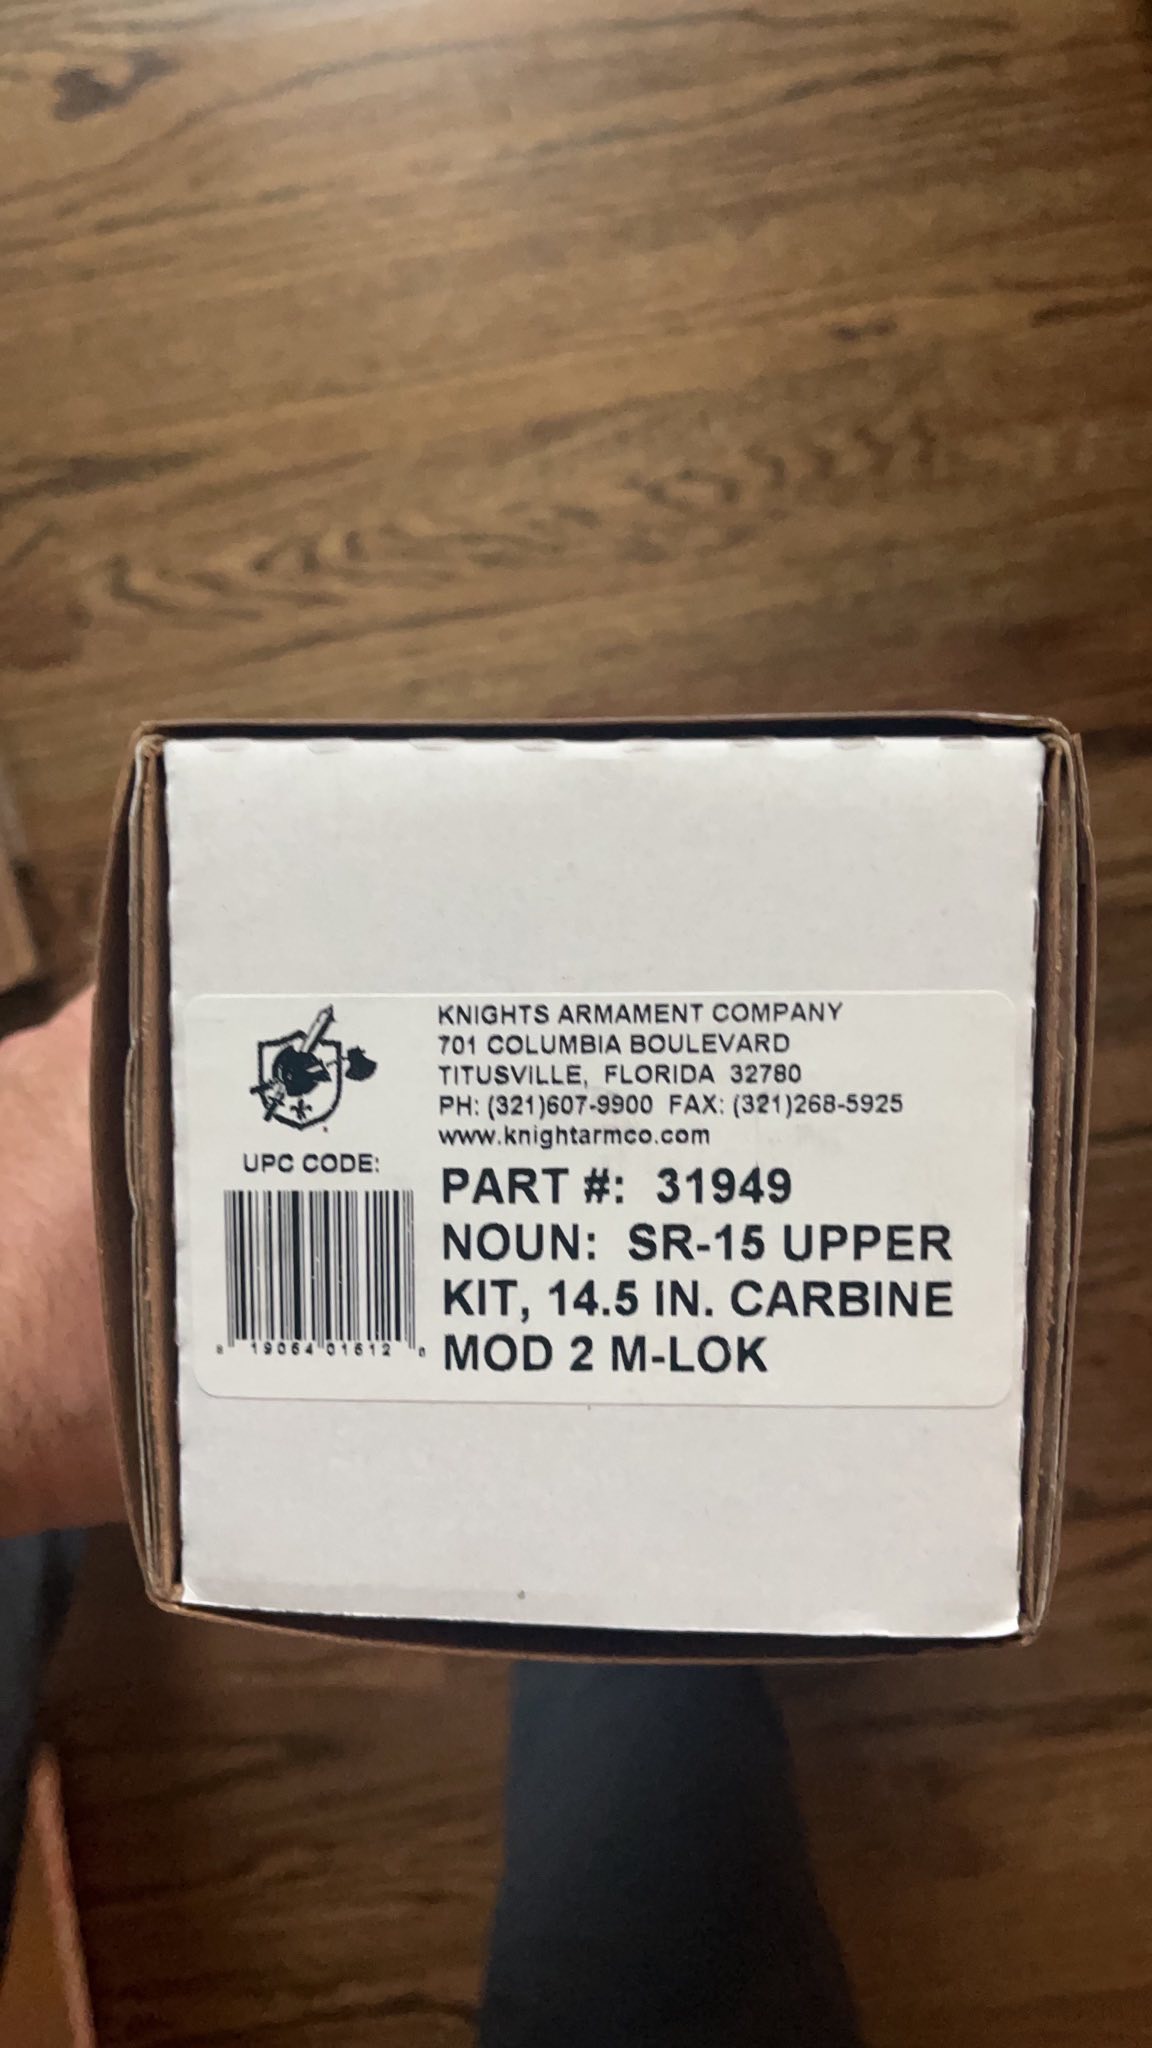 KNIGHTS ARMAMENT COMPANY
701 COLUMBIA BOULEVARD
TITUSVILLE, FLORIDA 32780
PH: (321)607-9900 FAX: (321)268-5925
www.knightarmco.com
UPC CODE:
8 19064 01612 6
PART #: 31949
NOUN: SR-15 UPPER
KIT, 14.5 IN. CARBINE
MOD 2 M-LOK